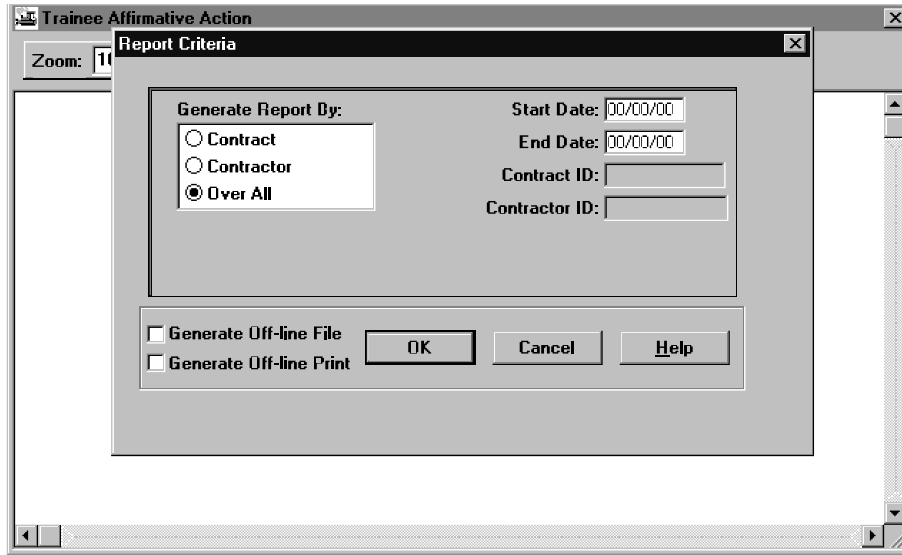 Trainee Affirmative Action
Zoom:
Report Criteria
Generate Report By:
Contract
Contractor
Over All
Start Date: 00/00/00
End Date: 00/00/00
Contract ID:
Contractor ID:
Generate Off-line File
Generate Off-line Print
OK
Cancel
Help